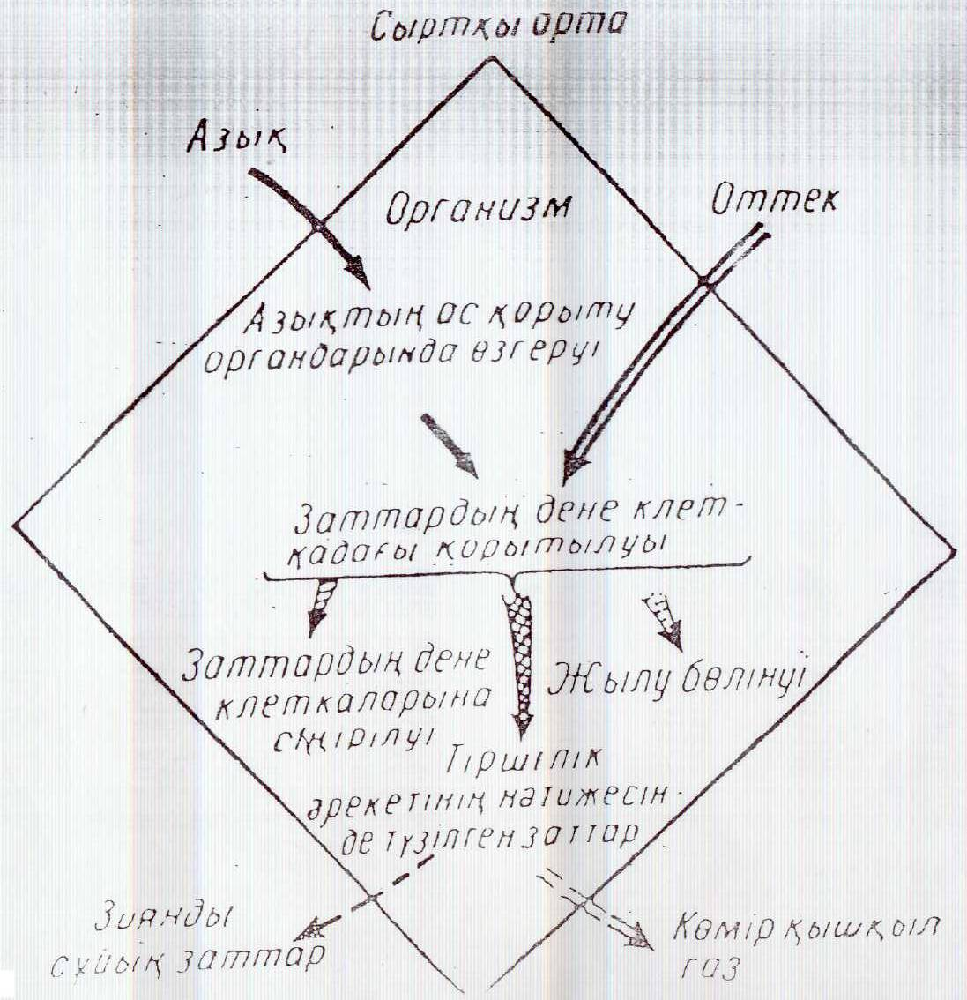 Сыртқы орта
Азық
Организм
Оттек
Азықтың ас қорыту
органдарында өзгеруі
Заттардың дене клет-
қадағы қорытылуы
Заттардың дене
клеткаларына
сіңірілуі
Жылу бөлінуі
Тіршілік
әрекетінің нәтижесін-
де түзілген заттар
Зиянды
сұйық заттар
Көмір қышқыл
газ